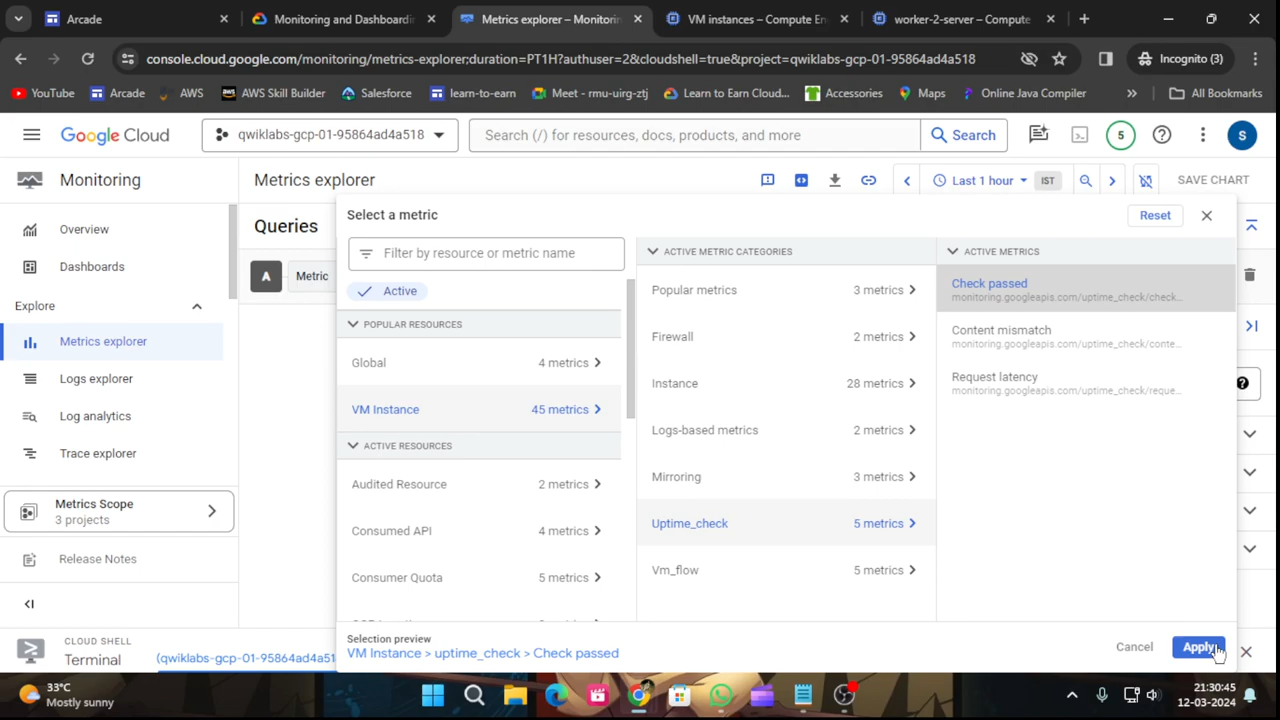 Arcade
Monitoring and Dashboardin
Metrics explorer – Monitorin
VM instances – Compute En
worker-2-server – Compute
console.cloud.google.com/monitoring/metrics-explorer;duration=PT1H?authuser=2&cloudshell=true&project=qwiklabs-gcp-01-95864ad4a518
Incognito (3)
YouTube
Arcade
AWS
AWS Skill Builder
Salesforce
learn-to-earn
Meet - rmu-uirg-ztj
Learn to Earn Cloud...
Accessories
Maps
Online Java Compiler
All Bookmarks
Google Cloud
qwiklabs-gcp-01-95864ad4a518
Search (/) for resources, docs, products, and more
Search
5
S
Monitoring
Metrics explorer
Last 1 hour
IST
SAVE CHART
Overview
Dashboards
Explore
Metrics explorer
Logs explorer
Log analytics
Trace explorer
Metrics Scope
3 projects
Release Notes
Queries
A
Metric
Select a metric
Reset
Filter by resource or metric name
Active
POPULAR RESOURCES
Global
4 metrics
VM Instance
45 metrics
ACTIVE RESOURCES
Audited Resource
2 metrics
Consumed API
4 metrics
Consumer Quota
5 metrics
ACTIVE METRIC CATEGORIES
Popular metrics
3 metrics
Firewall
2 metrics
Instance
28 metrics
Logs-based metrics
2 metrics
Mirroring
3 metrics
Uptime_check
5 metrics
Vm_flow
5 metrics
ACTIVE METRICS
Check passed
monitoring.googleapis.com/uptime_check/check...
Content mismatch
monitoring.googleapis.com/uptime_check/conte...
Request latency
monitoring.googleapis.com/uptime_check/reque...
Selection preview
VM Instance > uptime_check > Check passed
Cancel
Apply
CLOUD SHELL
Terminal
(qwiklabs-gcp-01-95864ad4a51
33°C
Mostly sunny
21:30:45
12-03-2024